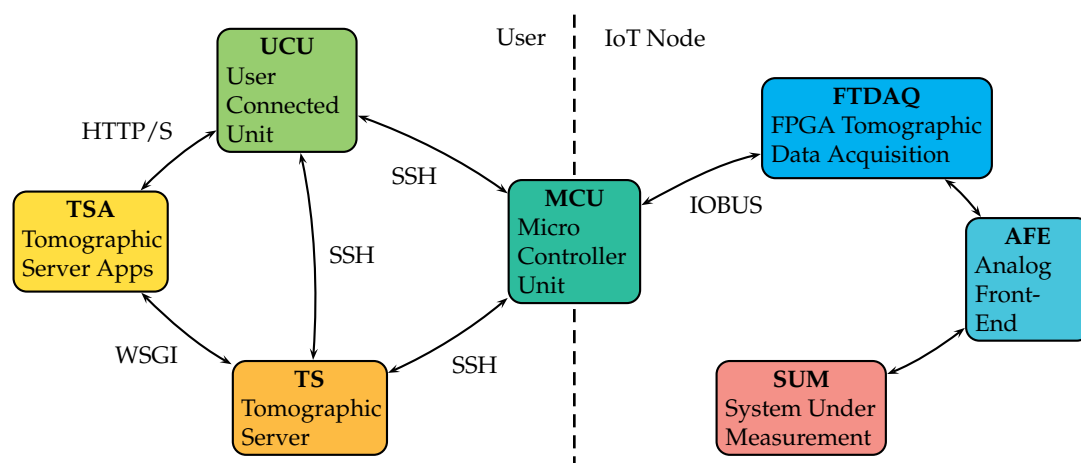 User
IoT Node
UCU
User
Connected
Unit
HTTP/S
SSH
TSA
Tomographic
Server Apps
SSH
WSGI
TS
Tomographic
Server
SSH
MCU
Micro
Controller
Unit
IOBUS
FTDAQ
FPGA Tomographic
Data Acquisition
AFE
Analog
Front-
End
SUM
System Under
Measurement